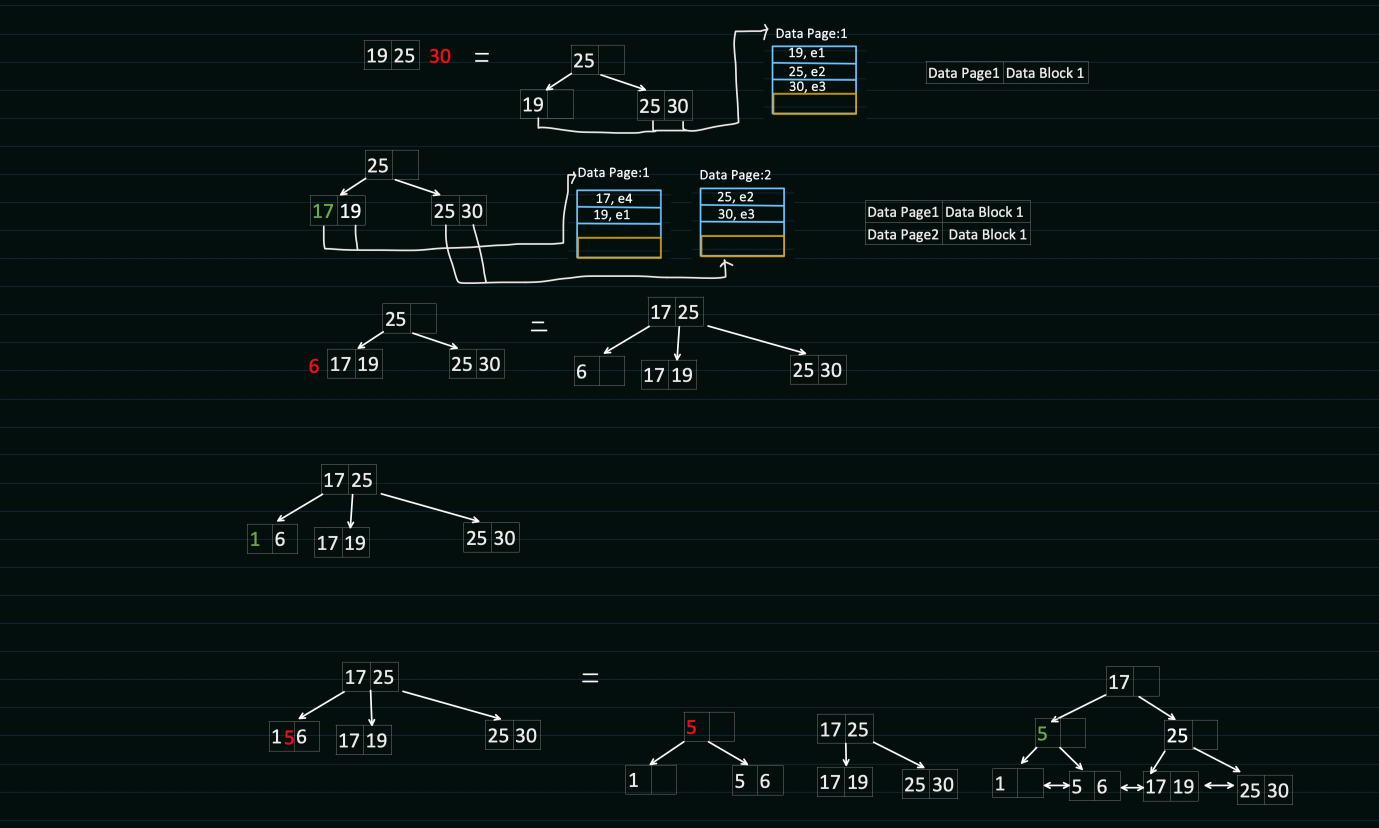 19 25 30 =
25
19
25 30
Data Page:1
19, e1
25, e2
30, e3
Data Page1 Data Block 1
25
17 19
25 30
Data Page:1
17, e4
19, e1
Data Page:2
25, e2
30, e3
Data Page1 Data Block 1
Data Page2 Data Block 1
25
6 17 19
25 30
=
17 25
6
17 19
25 30
17 25
1 6
17 19
25 30
17 25
1 5 6
17 19
25 30
=
5
1
5 6
17 25
17 19
25 30
17
5
25
1
5 6
17 19
25 30